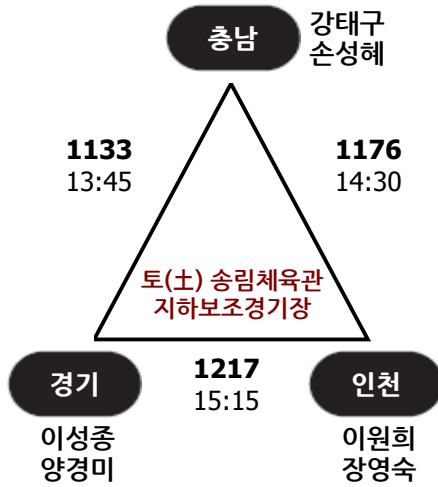 충남
강태구
손성혜
1133
13:45
1176
14:30
토(土) 송림체육관
지하보조경기장
경기
이성종
양경미
1217
15:15
인천
이원희
장영숙